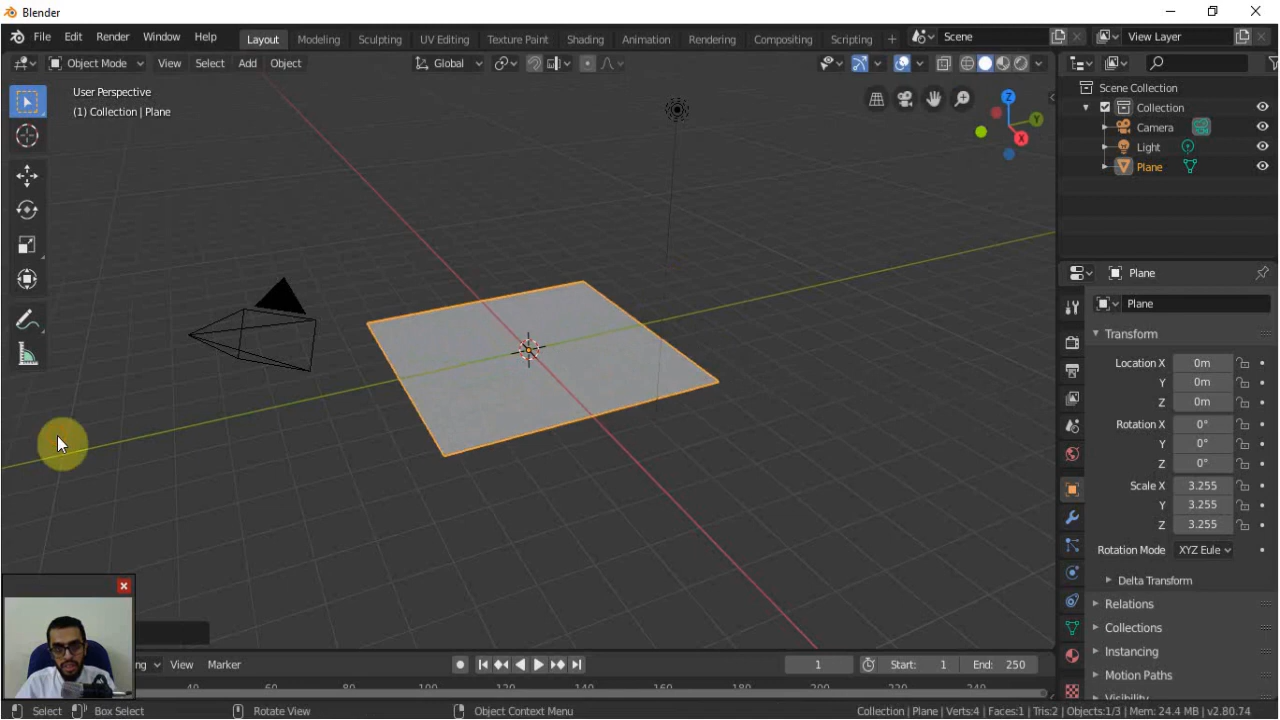 Blender
File Edit Render Window Help Layout Modeling Sculpting UV Editing Texture Paint Shading Animation Rendering Compositing Scripting + Scene View Layer
Object Mode View Select Add Object Global
User Perspective
(1) Collection | Plane
Z
Y
X
Scene Collection
Collection
Camera
Light
Plane
Plane
Plane
Transform
Location X 0m
Y 0m
Z 0m
Rotation X 0°
Y 0°
Z 0°
Scale X 3.255
Y 3.255
Z 3.255
Rotation Mode XYZ Eule
Delta Transform
Relations
Collections
Instancing
Motion Paths
Visibility
ng View Marker 1 Start: 1 End: 250
40 60 80 100 120 140 160 180 200 220 240
Select Box Select Rotate View Object Context Menu Collection | Plane | Verts:4 | Faces:1 | Tris:2 | Objects:1/3 | Mem: 24.4 MB | v2.80.74